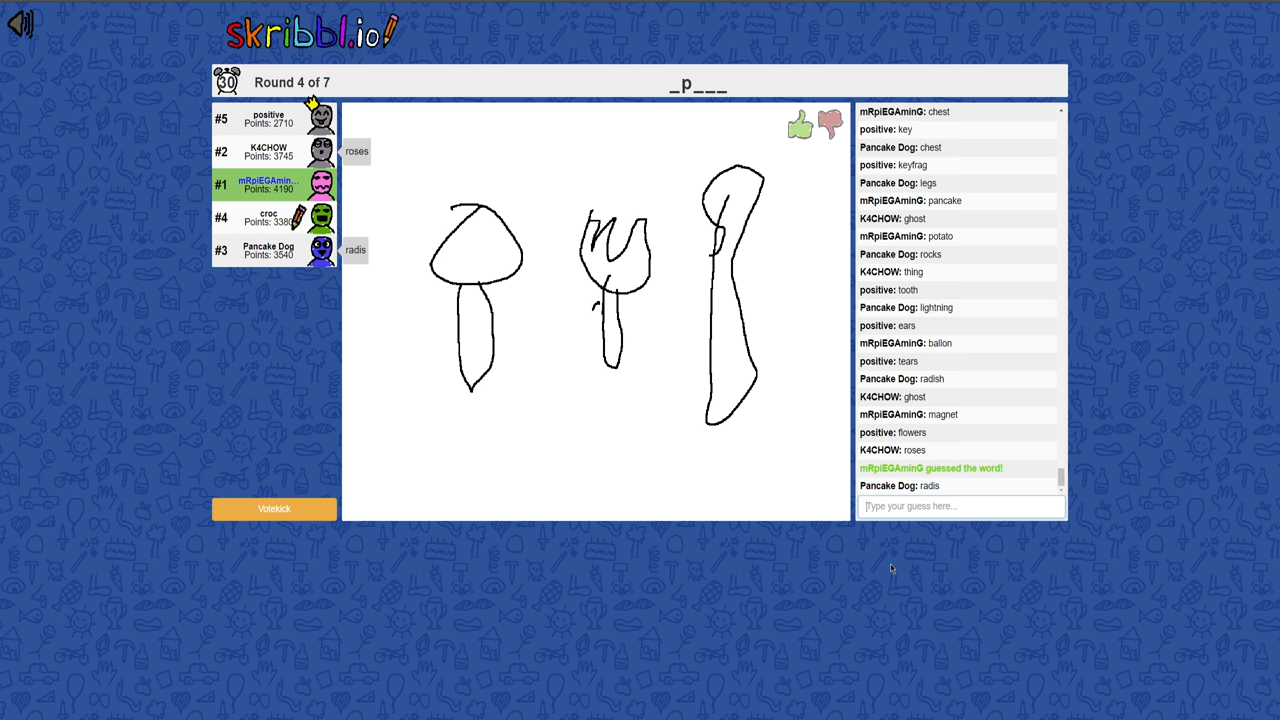 skribbl.io!
30
Round 4 of 7
_p___
#5
positive
Points: 2710
#2
K4CHOW
Points: 3745
roses
#1
mRpiEGAmin...
Points: 4190
#4
croc
Points: 3380
#3
Pancake Dog
Points: 3540
radis
Votekick
mRpiEGAminG: chest
positive: key
Pancake Dog: chest
positive: keyfrag
Pancake Dog: legs
mRpiEGAminG: pancake
K4CHOW: ghost
mRpiEGAminG: potato
Pancake Dog: rocks
K4CHOW: thing
positive: tooth
Pancake Dog: lightning
positive: ears
mRpiEGAminG: ballon
positive: tears
Pancake Dog: radish
K4CHOW: ghost
mRpiEGAminG: magnet
positive: flowers
K4CHOW: roses
mRpiEGAminG guessed the word!
Pancake Dog: radis
Type your guess here...